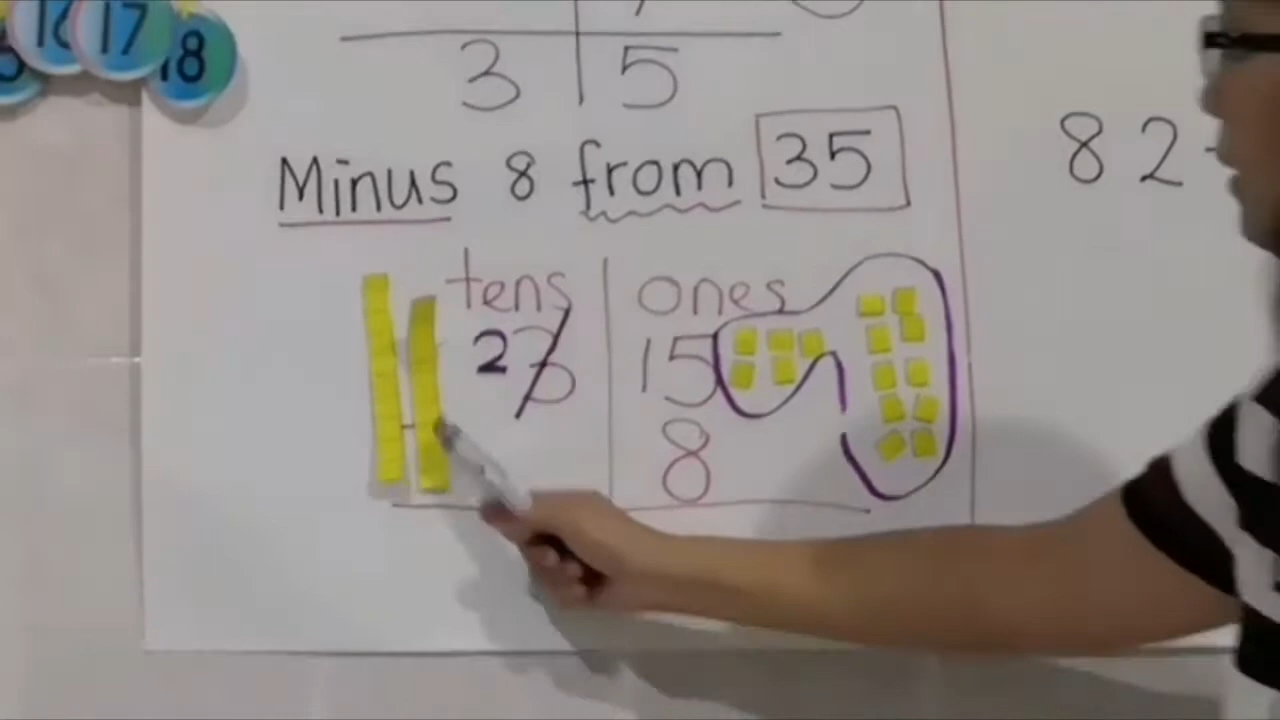 16 17 18
3 5
Minus 8 from 35
82
tens ones
2 3 15
8